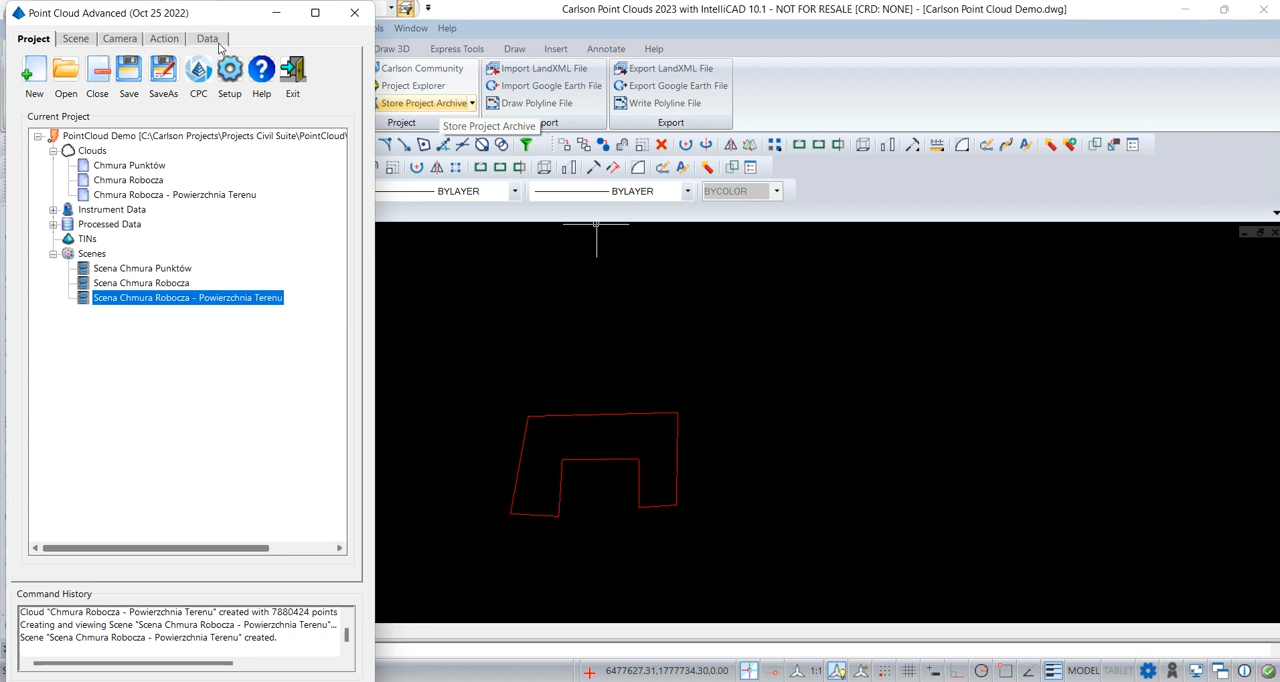 Point Cloud Advanced (Oct 25 2022)
Carlson Point Clouds 2023 with IntelliCAD 10.1 - NOT FOR RESALE [CRD: NONE] - [Carlson Point Cloud Demo.dwg]
Window Help
Project Scene Camera Action Data
Draw 3D Express Tools Draw Insert Annotate Help
New Open Close Save SaveAs CPC Setup Help Exit
Carlson Community
Project Explorer
Store Project Archive
Project
Import LandXML File
Import Google Earth File
Draw Polyline File
Export LandXML File
Export Google Earth File
Write Polyline File
Export
Store Project Archive
BYLAYER
BYLAYER
BYCOLOR
Current Project
PointCloud Demo [C:\Carlson Projects\Projects Civil Suite\PointCloud\
Clouds
Chmura Punktów
Chmura Robocza
Chmura Robocza - Powierzchnia Terenu
Instrument Data
Processed Data
TINs
Scenes
Scena Chmura Punktów
Scena Chmura Robocza
Scena Chmura Robocza - Powierzchnia Terenu
Command History
Cloud "Chmura Robocza - Powierzchnia Terenu" created with 7880424 points
Creating and viewing Scene "Scena Chmura Robocza - Powierzchnia Terenu"...
Scene "Scena Chmura Robocza - Powierzchnia Terenu" created.
6477627.31,1777734.30,0.00
1:1
MODEL TABLET